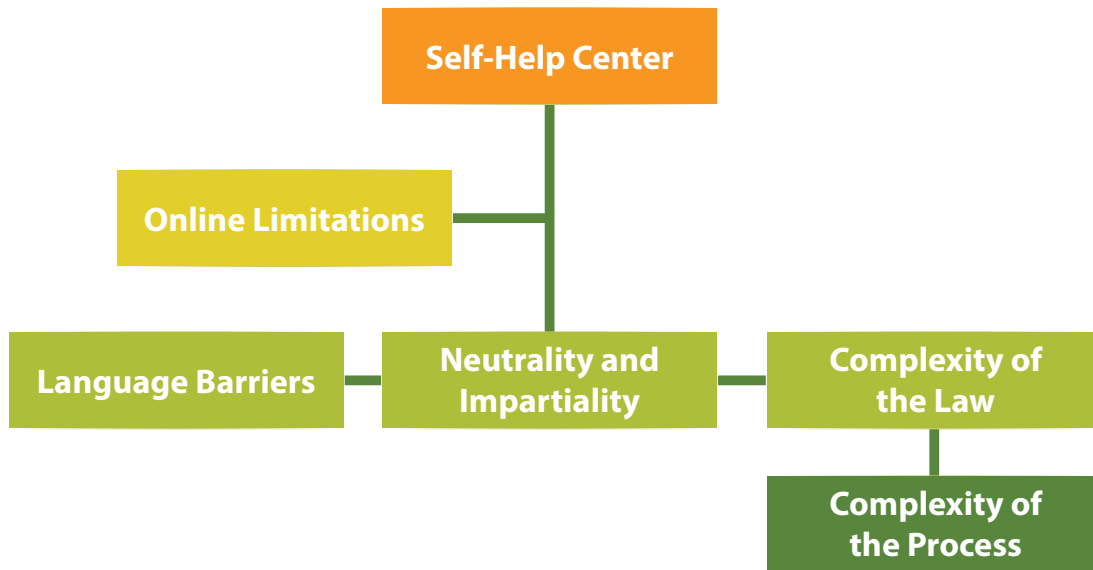 Self-Help Center
Online Limitations
Language Barriers
Neutrality and
Impartiality
Complexity of
the Law
Complexity of
the Process